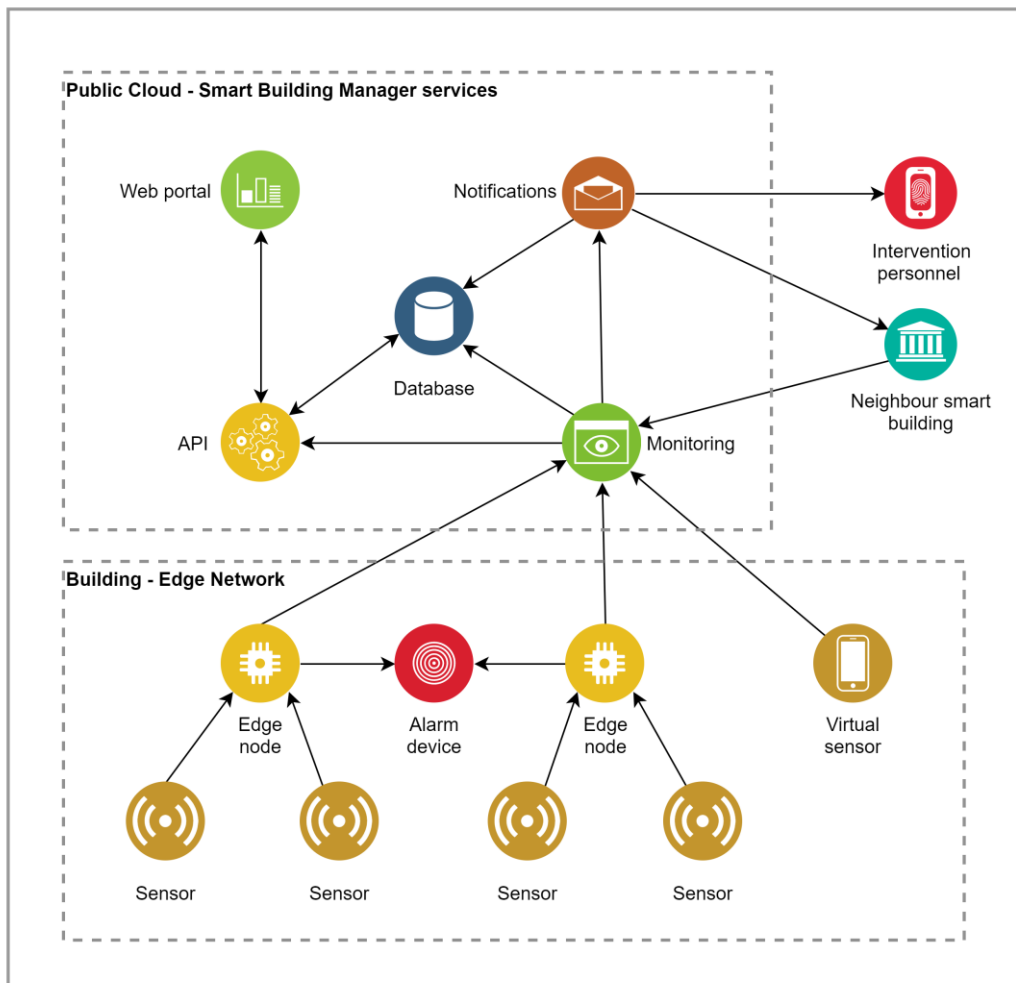 Public Cloud - Smart Building Manager services
Web portal
Notifications
Intervention
personnel
Database
Neighbour smart
building
API
Monitoring
Building - Edge Network
Edge
node
Alarm
device
Edge
node
Virtual
sensor
Sensor
Sensor
Sensor
Sensor